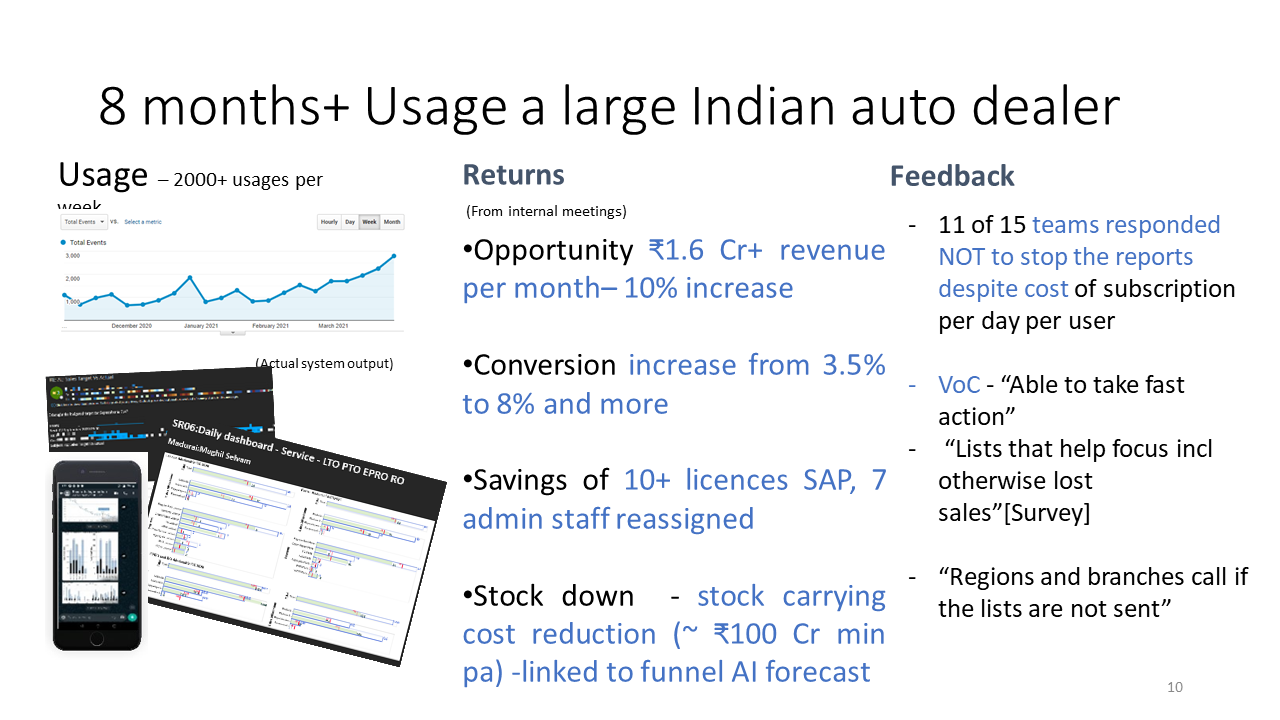 8 months+ Usage a large Indian auto dealer
Usage – 2000+ usages per
week
Total Events VS. Select a metric
Hourly Day Week Month
Total Events
3,000
2,000
1,000
...
December 2020 January 2021 February 2021 March 2021
(Actual system output)
SR06:Daily dashboard - Service - LTO PTO EPRO RO
Madurai:Mughil Selvam
Returns
(From internal meetings)
•Opportunity ₹1.6 Cr+ revenue
per month– 10% increase
•Conversion increase from 3.5%
to 8% and more
•Savings of 10+ licences SAP, 7
admin staff reassigned
•Stock down - stock carrying
cost reduction (~ ₹100 Cr min
pa) -linked to funnel AI forecast
Feedback
- 11 of 15 teams responded
NOT to stop the reports
despite cost of subscription
per day per user
- VoC - “Able to take fast
action”
- “Lists that help focus incl
otherwise lost
sales”[Survey]
- “Regions and branches call if
the lists are not sent”
10